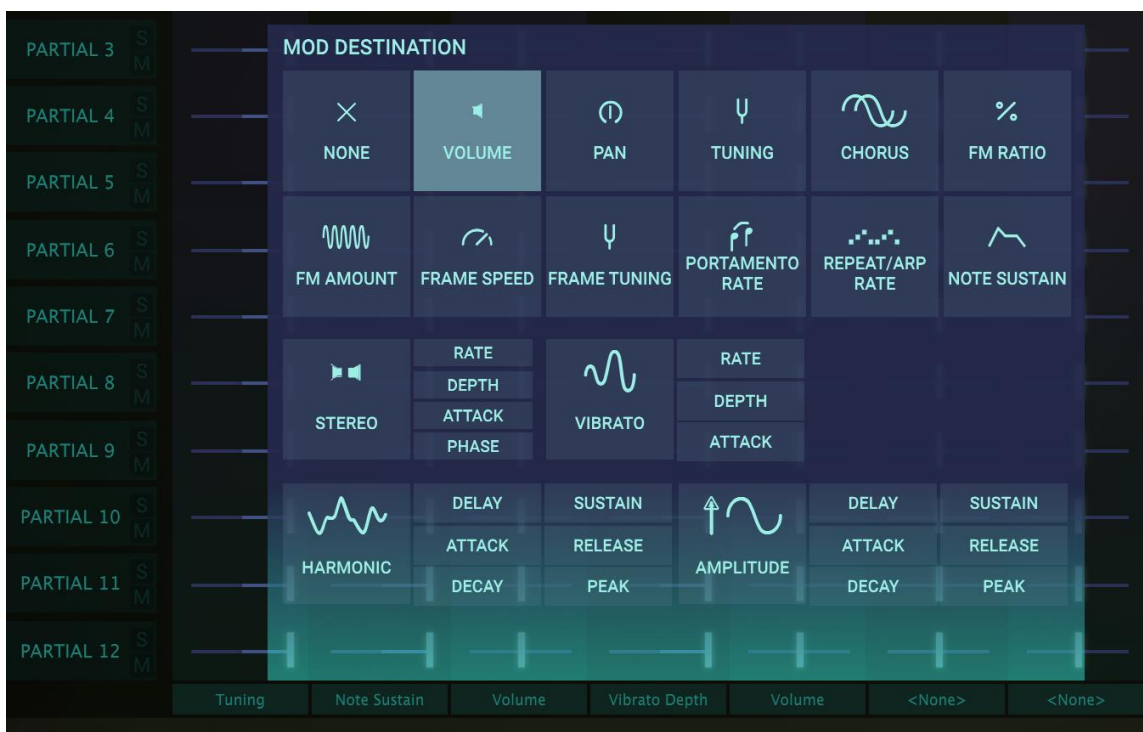 MOD DESTINATION
NONE
VOLUME
PAN
TUNING
CHORUS
FM RATIO
FM AMOUNT
FRAME SPEED
FRAME TUNING
PORTAMENTO
RATE
REPEAT/ARP
RATE
NOTE SUSTAIN
STEREO
RATE
DEPTH
ATTACK
PHASE
VIBRATO
RATE
DEPTH
ATTACK
HARMONIC
DELAY
ATTACK
DECAY
SUSTAIN
RELEASE
PEAK
AMPLITUDE
DELAY
ATTACK
DECAY
SUSTAIN
RELEASE
PEAK
PARTIAL 3
S
M
PARTIAL 4
S
M
PARTIAL 5
S
M
PARTIAL 6
S
M
PARTIAL 7
S
M
PARTIAL 8
S
M
PARTIAL 9
S
M
PARTIAL 10
S
M
PARTIAL 11
S
M
PARTIAL 12
S
M
Tuning
Note Sustain
Volume
Vibrato Depth
Volume
<None>
<None>